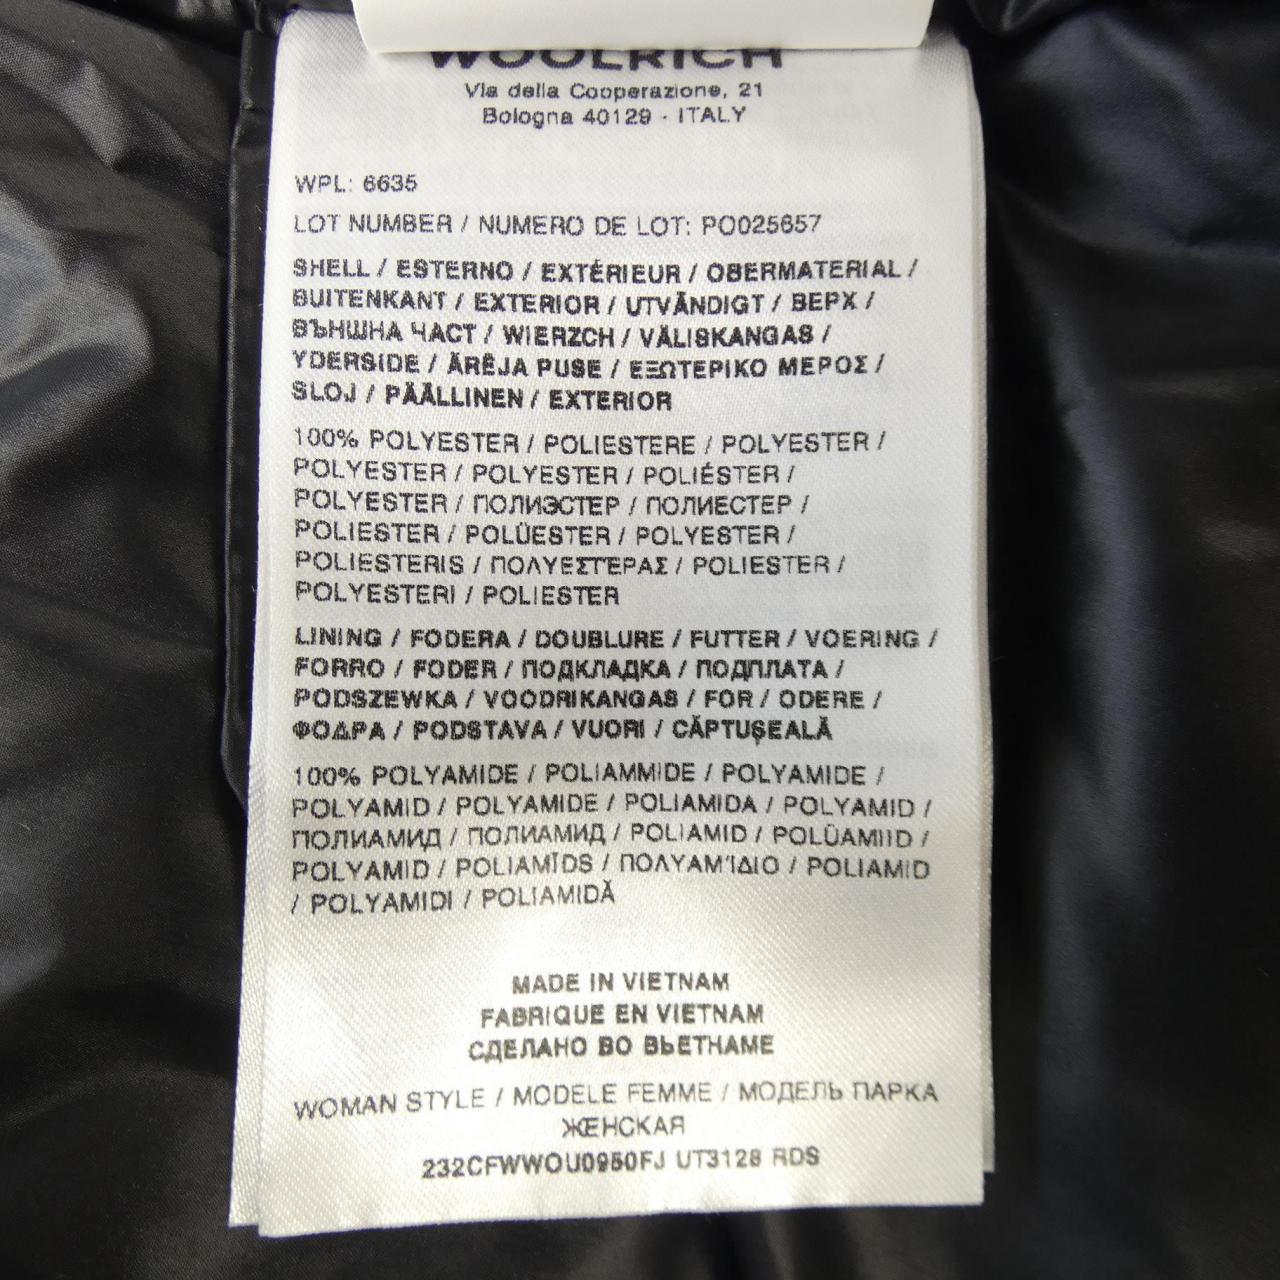 WOOLRICH
Via della Cooperazione, 21
Bologna 40129 - ITALY
WPL: 6635
LOT NUMBER / NUMERO DE LOT: PO025657
SHELL / ESTERNO / EXTÉRIEUR / OBERMATERIAL /
BUITENKANT / EXTERIOR / UTVÄNDIGT / ВЕРХ /
ВЪНШНА ЧАСТ / WIERZCH / VÄLISKANGAS /
YDERSIDE / ĀRĒJA PUSE / ΕΞΩΤΕΡΙΚΟ ΜΕΡΟΣ /
SLOJ / PÄÄLLINEN / EXTERIOR
100% POLYESTER / POLIESTERE / POLYESTER /
POLYESTER / POLYESTER / POLIÉSTER /
POLYESTER / ПОЛИЭСТЕР / ПОЛИЕСТЕР /
POLIESTER / POLÜESTER / POLYESTER /
POLIESTERIS / ΠΟΛΥΕΣΤΕΡΑΣ / POLIESTER /
POLYESTERI / POLIESTER
LINING / FODERA / DOUBLURE / FUTTER / VOERING /
FORRO / FODER / ПОДКЛАДКА / ПОДПЛАТА /
PODSZEWKA / VOODRIKANGAS / FOR / ODERE /
ΦΟΔΡΑ / PODSTAVA / VUORI / CĂPTUȘEALĂ
100% POLYAMIDE / POLIAMMIDE / POLYAMIDE /
POLYAMID / POLYAMIDE / POLIAMIDA / POLYAMID /
ПОЛИАМИД / ПОЛИАМИД / POLIAMID / POLÜAMIID /
POLYAMID / POLIAMĪDS / ΠΟΛΥΑΜ'ΙΔΙΟ / POLIAMID
/ POLYAMIDI / POLIAMIDĂ
MADE IN VIETNAM
FABRIQUE EN VIETNAM
СДЕЛАНО ВО ВЬЕТНАМЕ
WOMAN STYLE / MODELE FEMME / МОДЕЛЬ ПАРКА
ЖЕНСКАЯ
232CFWWOU0950FJ UT3128 RDS